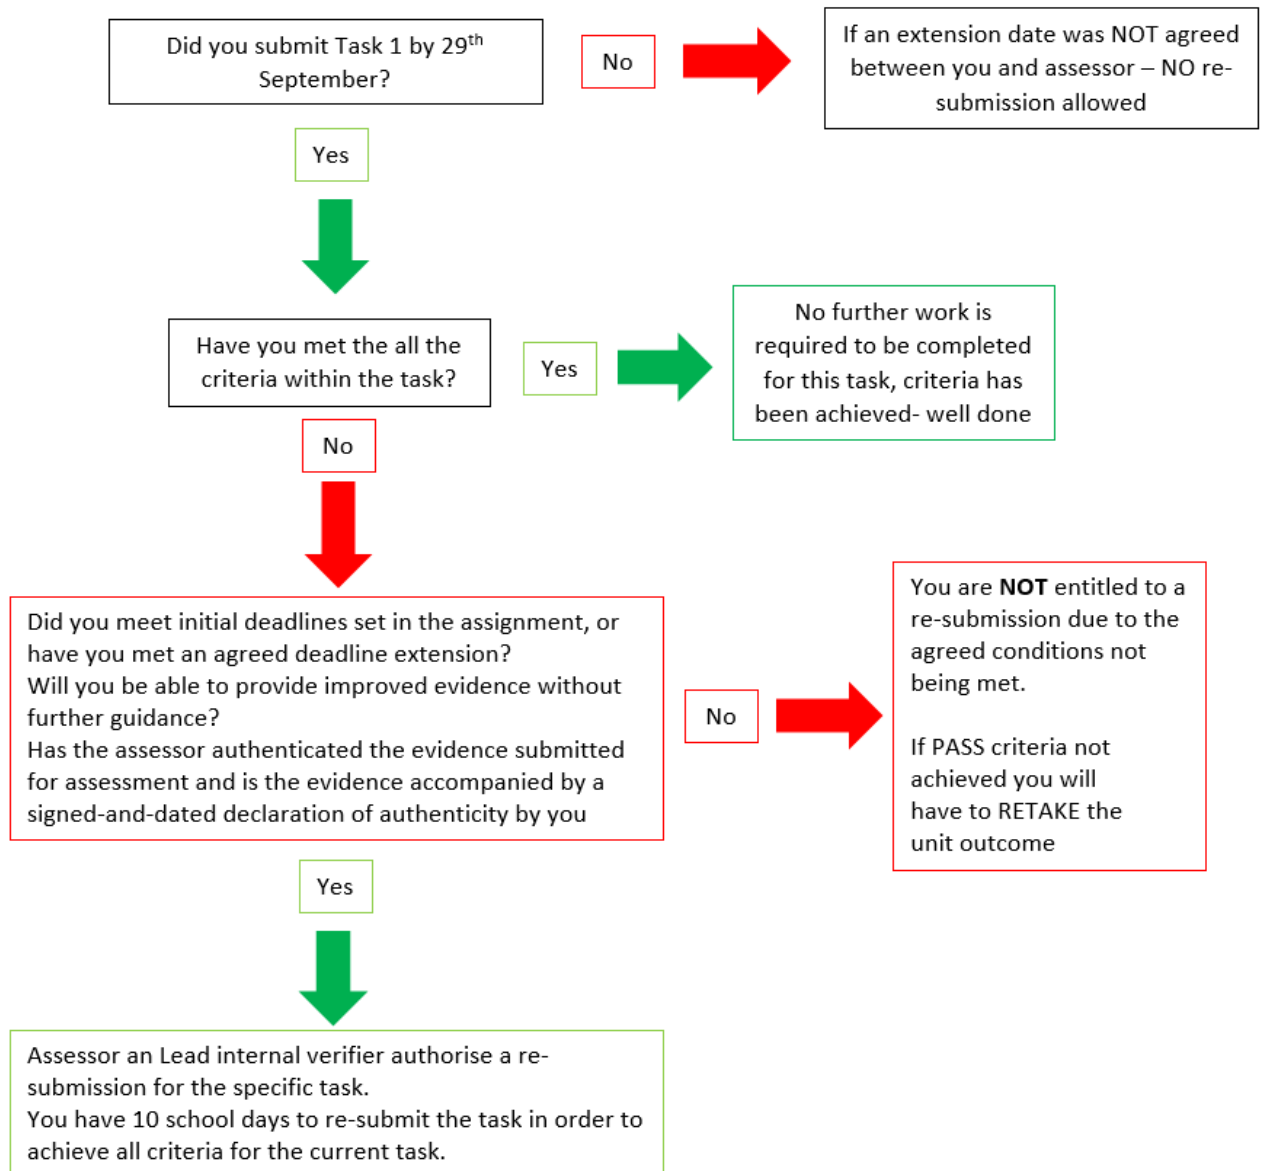 Did you submit Task 1 by 29th
September?
No
If an extension date was NOT agreed
between you and assessor – NO re-
submission allowed
Yes
Have you met the all the
criteria within the task?
Yes
No further work is
required to be completed
for this task, criteria has
been achieved- well done
No
Did you meet initial deadlines set in the assignment, or
have you met an agreed deadline extension?
Will you be able to provide improved evidence without
further guidance?
Has the assessor authenticated the evidence submitted
for assessment and is the evidence accompanied by a
signed-and-dated declaration of authenticity by you
No
You are NOT entitled to a
re-submission due to the
agreed conditions not
being met.
If PASS criteria not
achieved you will
have to RETAKE the
unit outcome
Yes
Assessor an Lead internal verifier authorise a re-
submission for the specific task.
You have 10 school days to re-submit the task in order to
achieve all criteria for the current task.